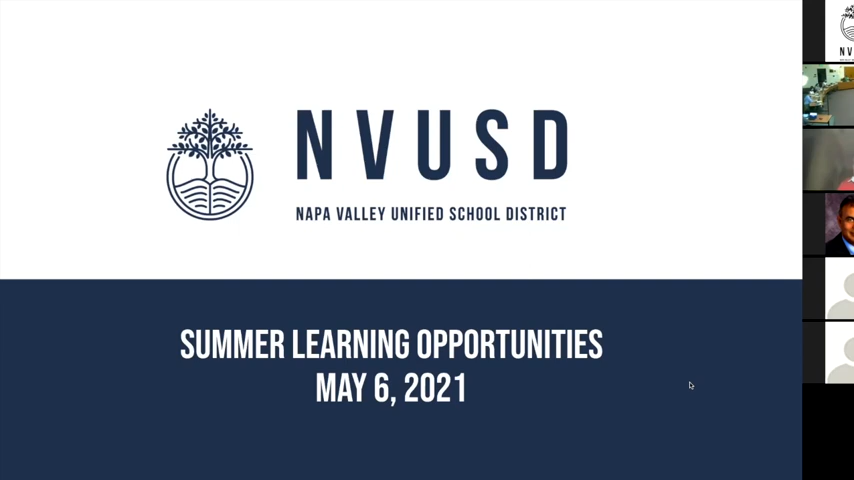 NVUSD
NAPA VALLEY UNIFIED SCHOOL DISTRICT
SUMMER LEARNING OPPORTUNITIES
MAY 6, 2021
N V